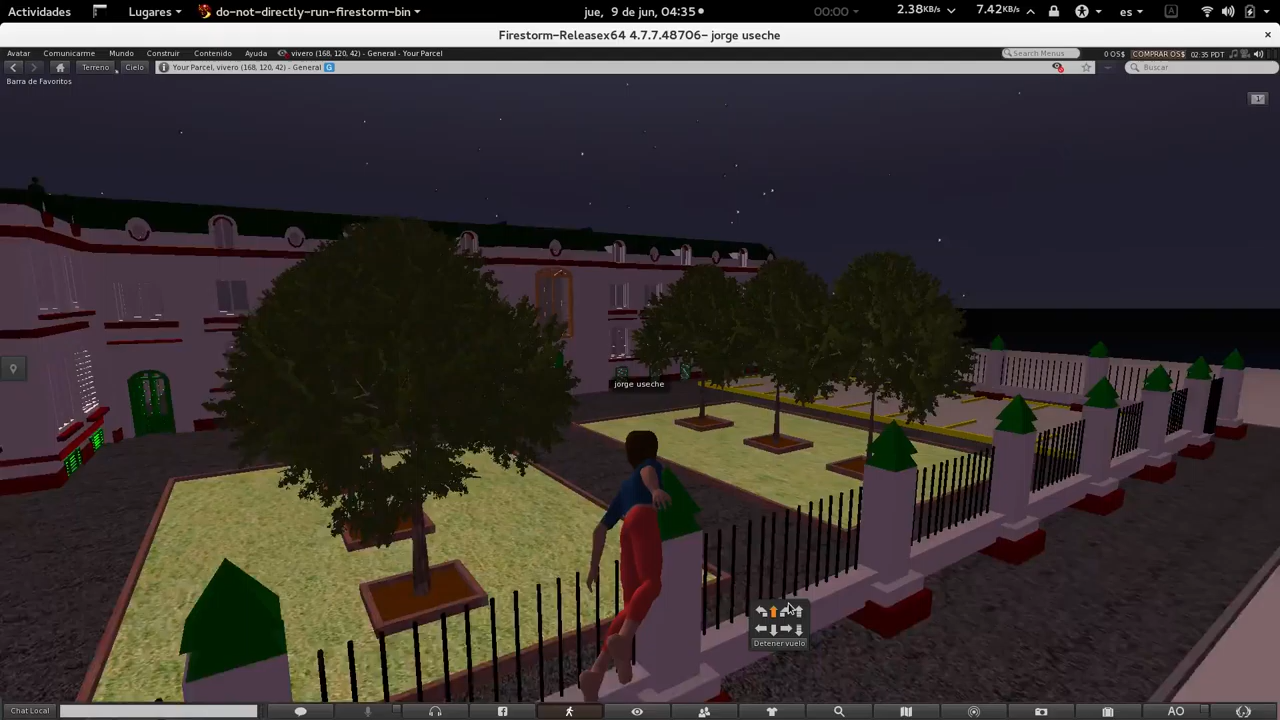 Actividades Lugares do-not-directly-run-firestorm-bin jue, 9 de jun, 04:35 00:00 2.38KB/s 7.42KB/s es A
Firestorm-Releasex64 4.7.7.48706- jorge useche ×
Avatar Comunicarme Mundo Construir Contenido Ayuda vivero (168, 120, 42) - General - Your Parcel Search Menus 0 OS$ COMPRAR OS$ 02:35 PDT
Terreno Cielo Your Parcel, vivero (168, 120, 42) - General G Buscar
Barra de Favoritos
1
jorge useche
Detener vuelo
Chat Local AO